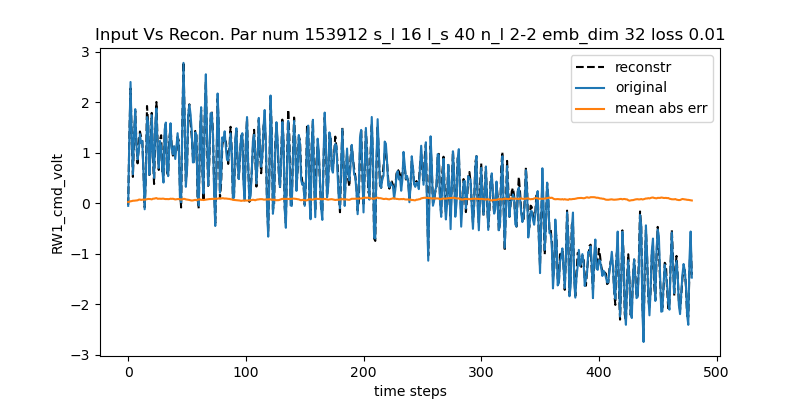 Input Vs Recon. Par num 153912 s_l 16 l_s 40 n_l 2-2 emb_dim 32 loss 0.01
reconstr
original
mean abs err
RW1_cmd_volt
3
2
1
0
−1
−2
−3
0 100 200 300 400 500
time steps